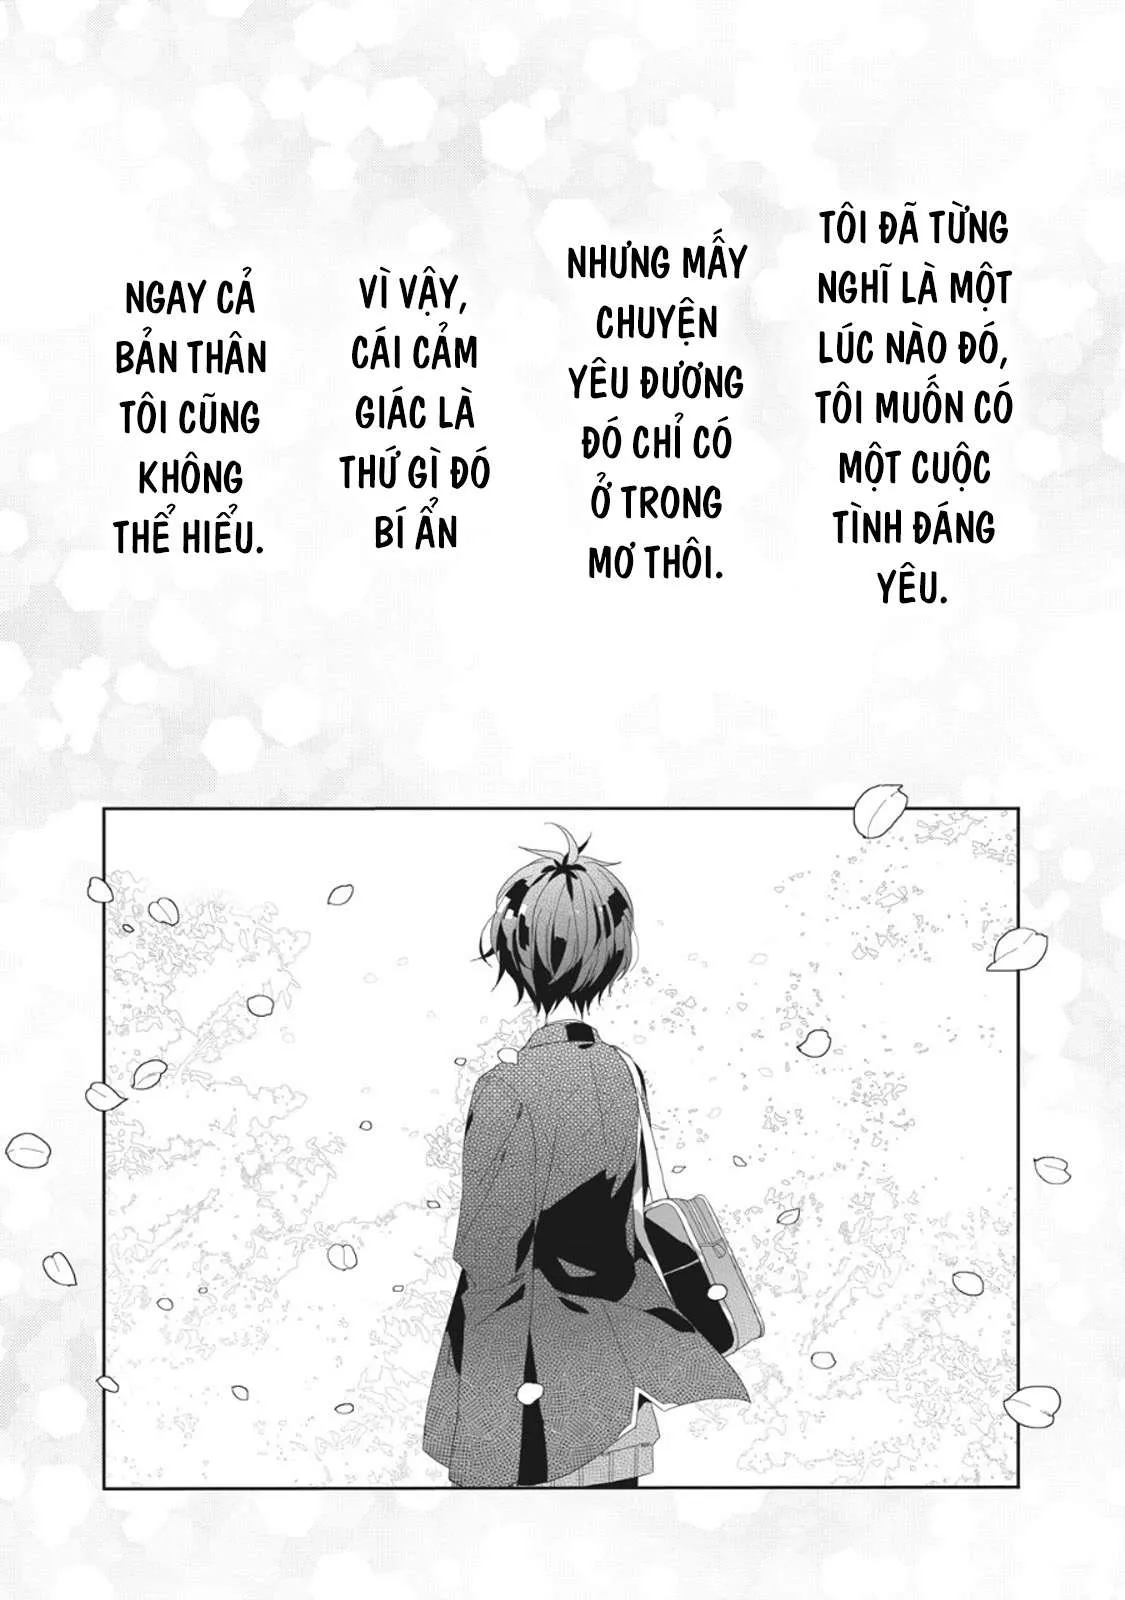 TÔI ĐÃ TỪNG
NGHĨ LÀ MỘT
LÚC NÀO ĐÓ,
TÔI MUỐN CÓ
MỘT CUỘC
TÌNH ĐÁNG
YÊU.
NHƯNG MẤY
CHUYỆN
YÊU ĐƯƠNG
ĐÓ CHỈ CÓ
Ở TRONG
MƠ THÔI.
VÌ VẬY,
CÁI CẢM
GIÁC LÀ
THỨ GÌ ĐÓ
BÍ ẨN
NGAY CẢ
BẢN THÂN
TÔI CŨNG
KHÔNG
THỂ HIỂU.